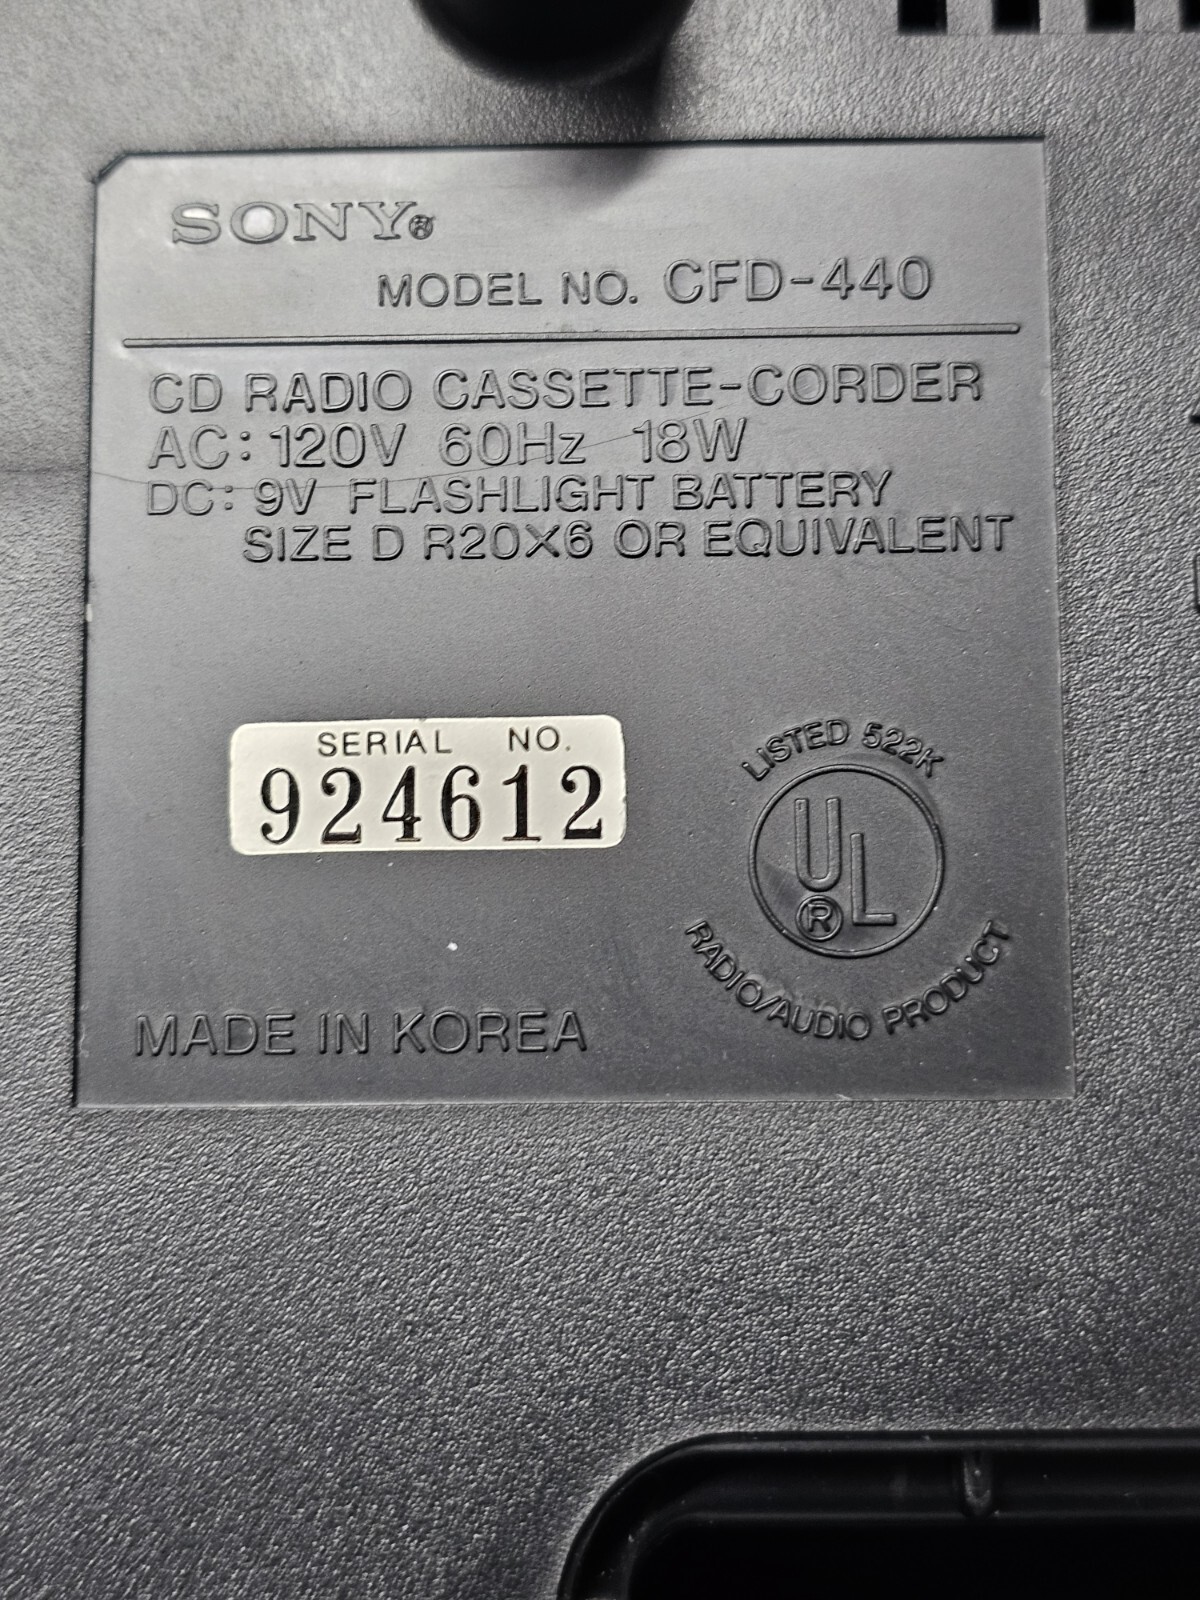 SONY®
MODEL NO. CFD-440
CD RADIO CASSETTE-CORDER
AC: 120V 60Hz 18W
DC: 9V FLASHLIGHT BATTERY
SIZE D R20X6 OR EQUIVALENT
SERIAL NO.
924612
LISTED 522K
UL®
RADIO/AUDIO PRODUCT
MADE IN KOREA